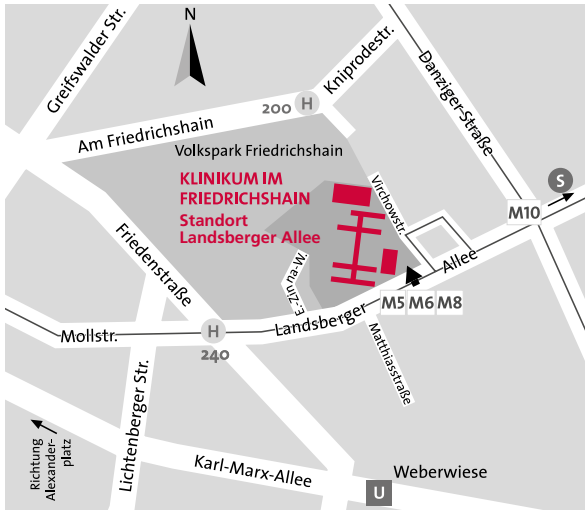 N
Greifswalder Str.
Kniprodestr.
Danziger-Straße
200 H
Am Friedrichshain
Volkspark Friedrichshain
KLINIKUM IM
FRIEDRICHSHAIN
Standort
Landsberger Allee
Virchowstr.
S
M10
Friedenstraße
E.-Zin na-W.
Landsberger Allee
M5 M6 M8
Mollstr.
H
240
Matthiasstraße
Lichtenberger Str.
Richtung
Alexander-
platz
Karl-Marx-Allee
Weberwiese
U